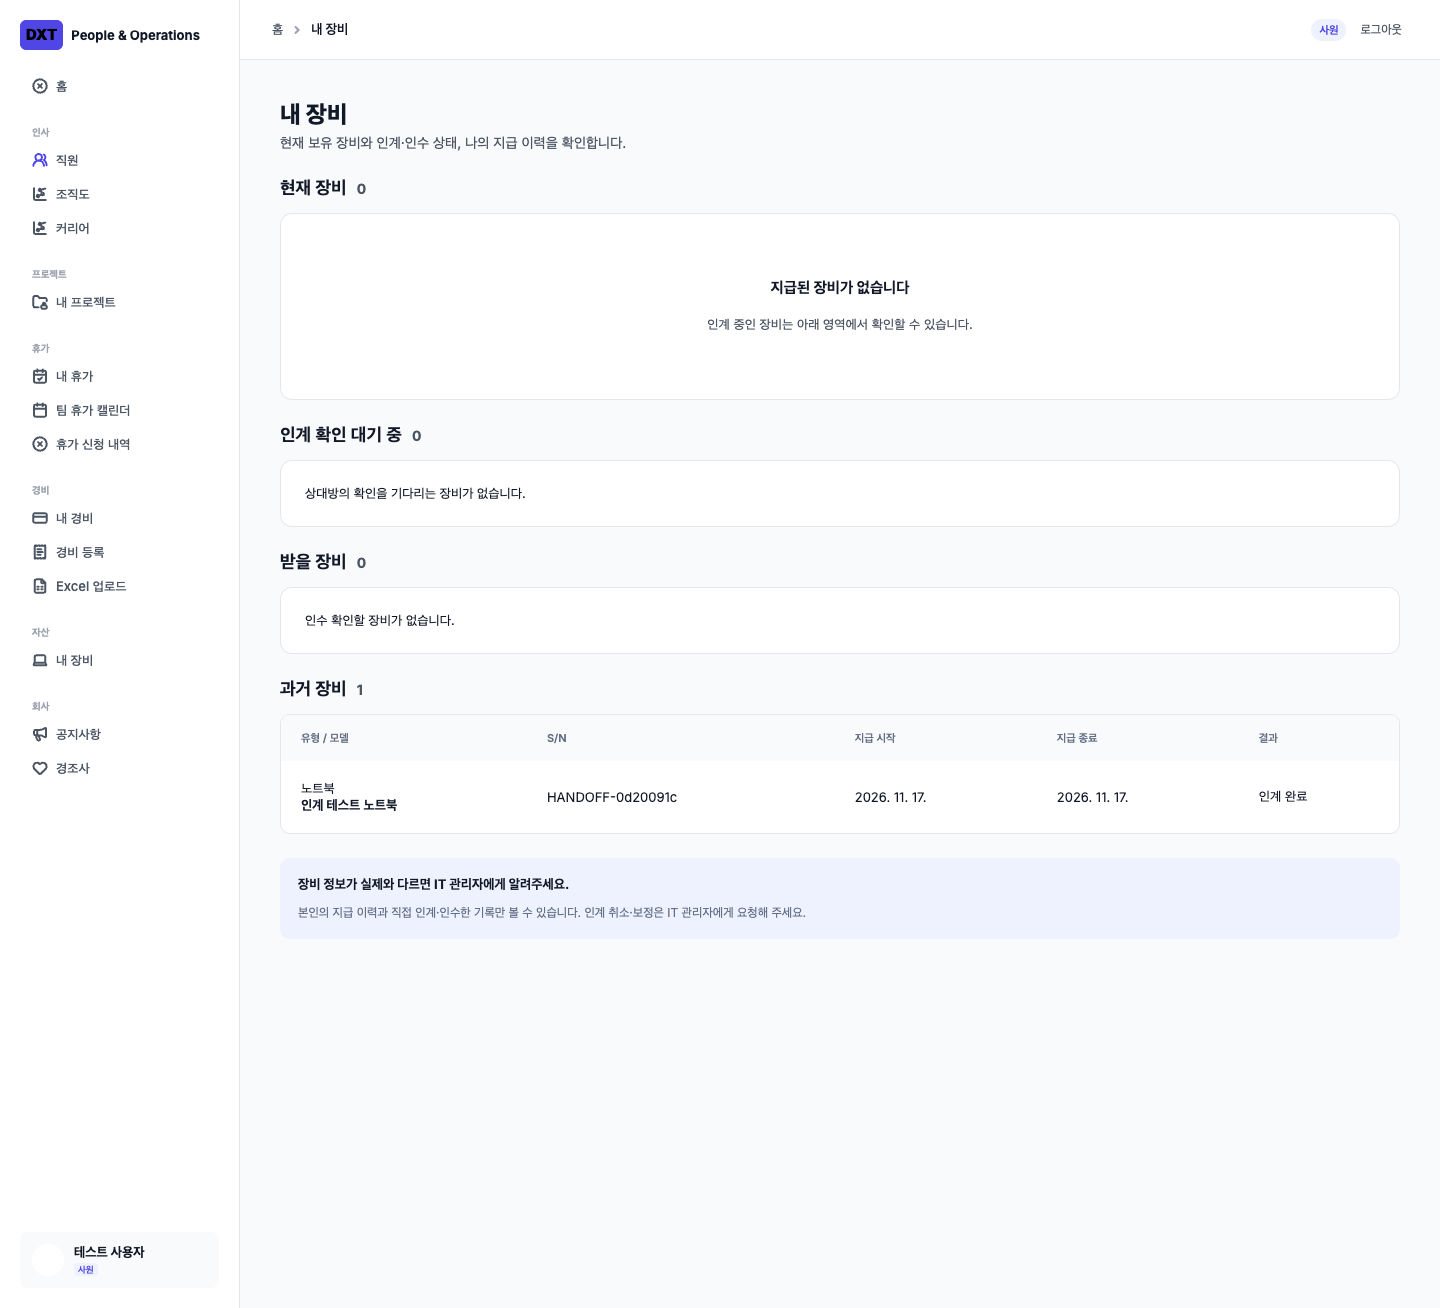 DXT People & Operations
홈
인사
직원
조직도
커리어
프로젝트
내 프로젝트
휴가
내 휴가
팀 휴가 캘린더
휴가 신청 내역
경비
내 경비
경비 등록
Excel 업로드
자산
내 장비
회사
공지사항
경조사
테스트 사용자
사원
홈 내 장비
사원 로그아웃
내 장비
현재 보유 장비와 인계·인수 상태, 나의 지급 이력을 확인합니다.
현재 장비 0
지급된 장비가 없습니다
인계 중인 장비는 아래 영역에서 확인할 수 있습니다.
인계 확인 대기 중 0
상대방의 확인을 기다리는 장비가 없습니다.
받을 장비 0
인수 확인할 장비가 없습니다.
과거 장비 1
유형 / 모델 S/N 지급 시작 지급 종료 결과
노트북
인계 테스트 노트북 HANDOFF-0d20091c 2026. 11. 17. 2026. 11. 17. 인계 완료
장비 정보가 실제와 다르면 IT 관리자에게 알려주세요.
본인의 지급 이력과 직접 인계·인수한 기록만 볼 수 있습니다. 인계 취소·보정은 IT 관리자에게 요청해 주세요.